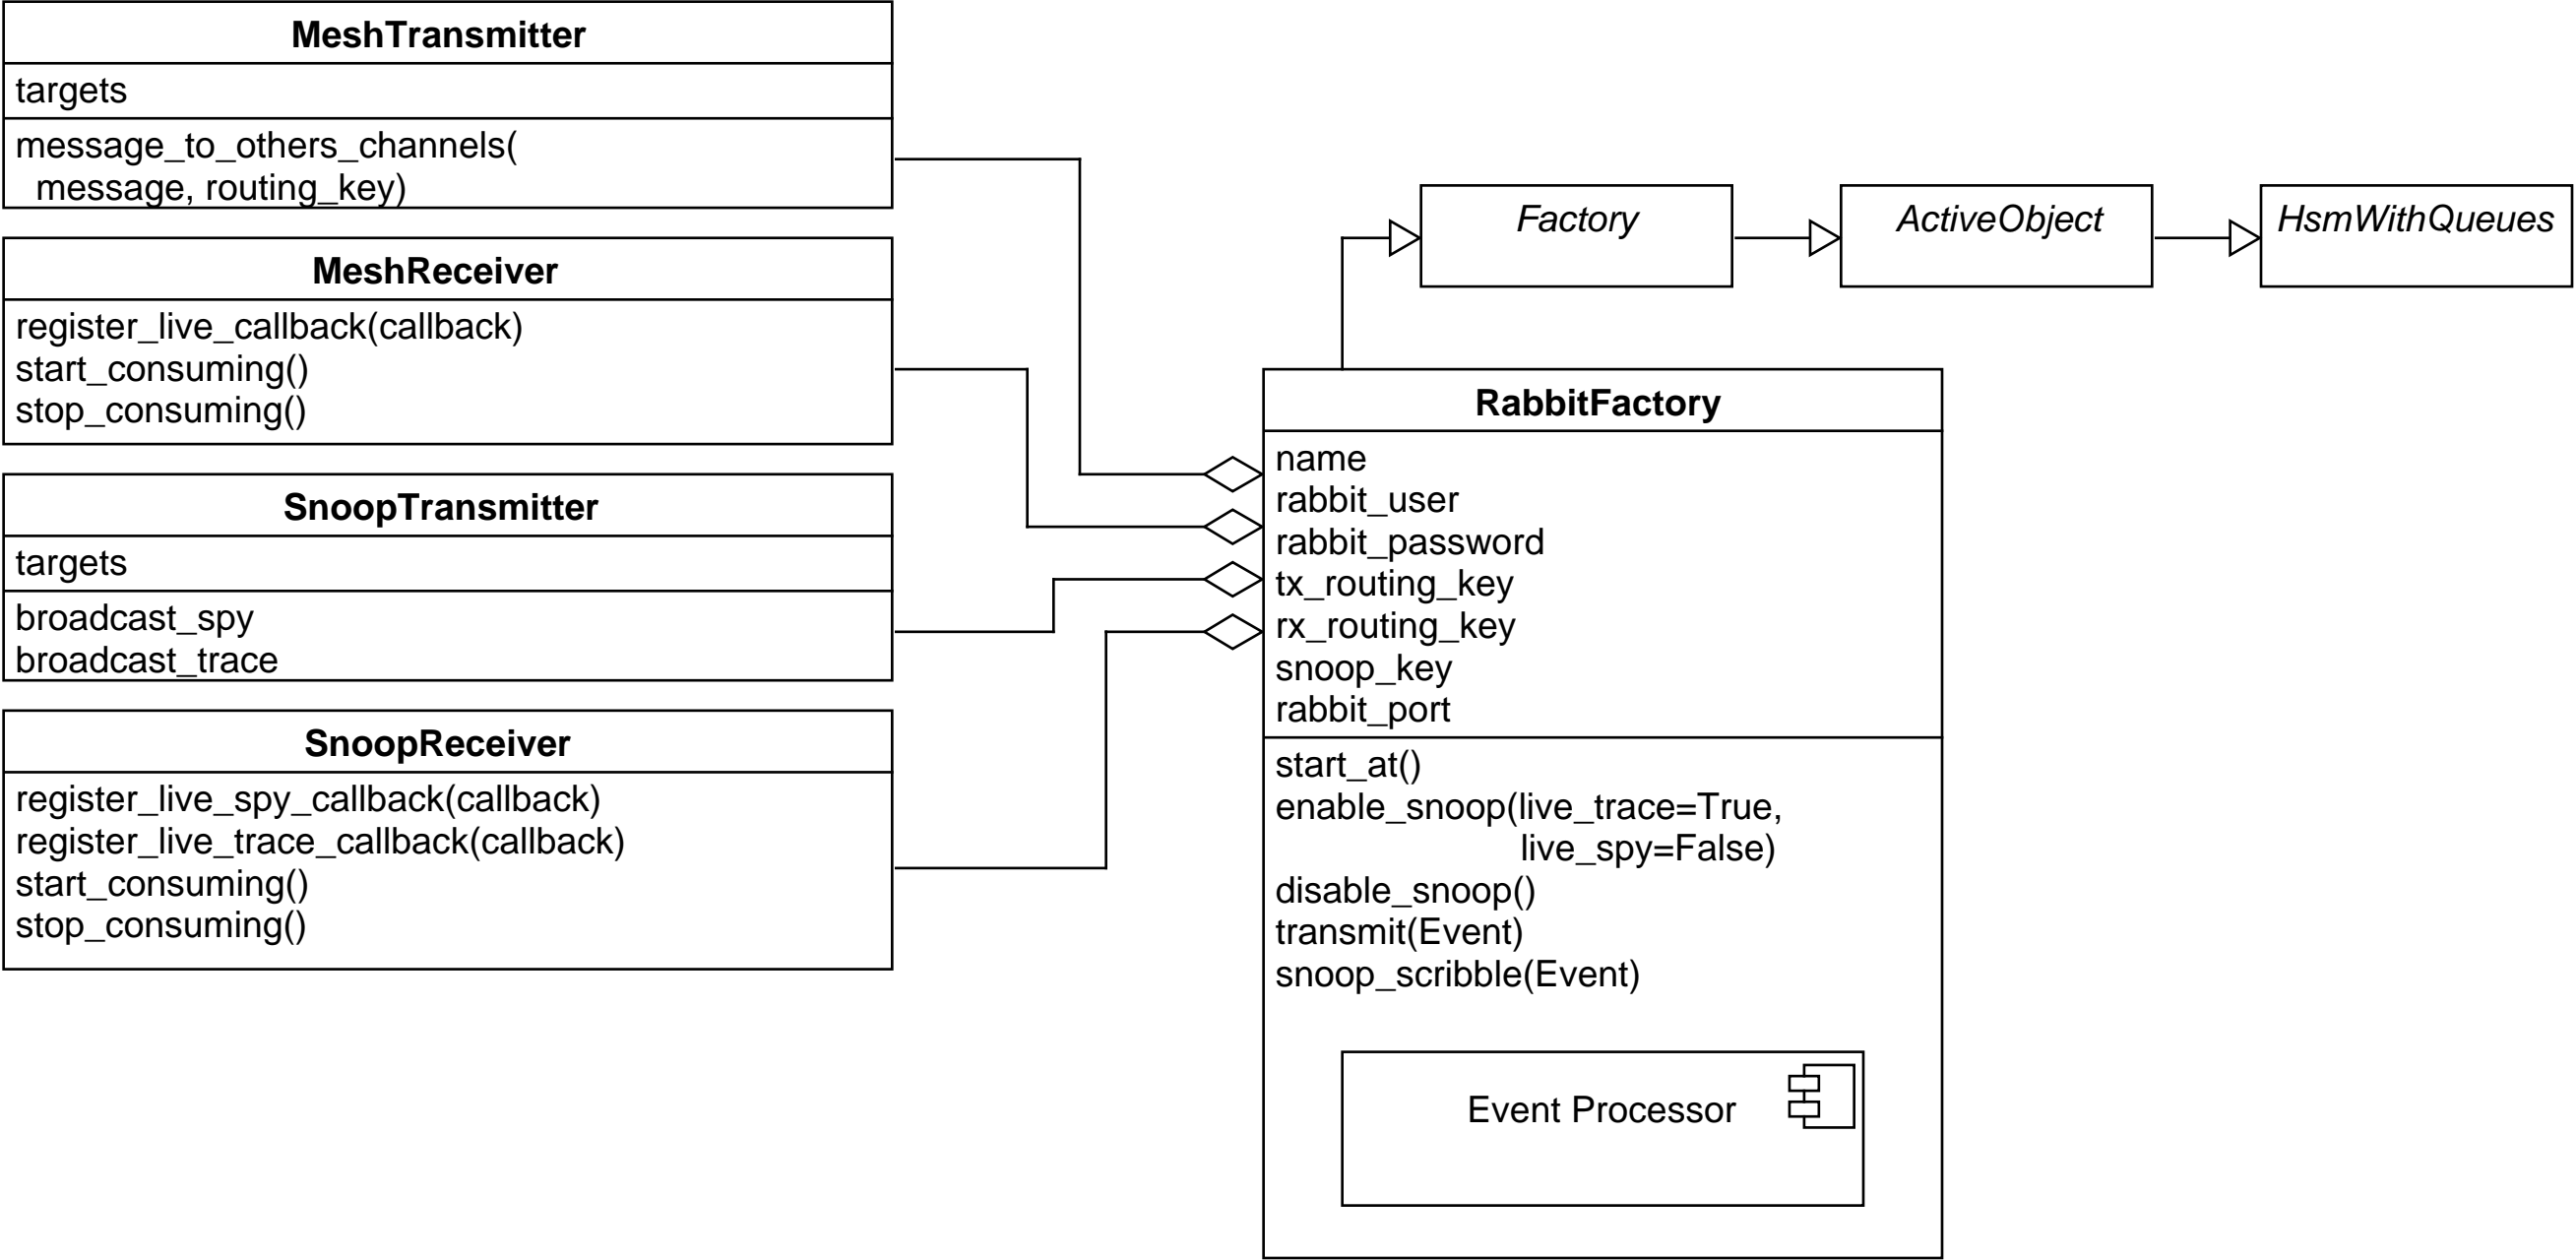 MeshTransmitter
targets
message_to_others_channels(
message, routing_key)
MeshReceiver
register_live_callback(callback)
start_consuming()
stop_consuming()
SnoopTransmitter
targets
broadcast_spy
broadcast_trace
SnoopReceiver
register_live_spy_callback(callback)
register_live_trace_callback(callback)
start_consuming()
stop_consuming()
Factory
ActiveObject
HsmWithQueues
RabbitFactory
name
rabbit_user
rabbit_password
tx_routing_key
rx_routing_key
snoop_key
rabbit_port
start_at()
enable_snoop(live_trace=True,
live_spy=False)
disable_snoop()
transmit(Event)
snoop_scribble(Event)
Event Processor